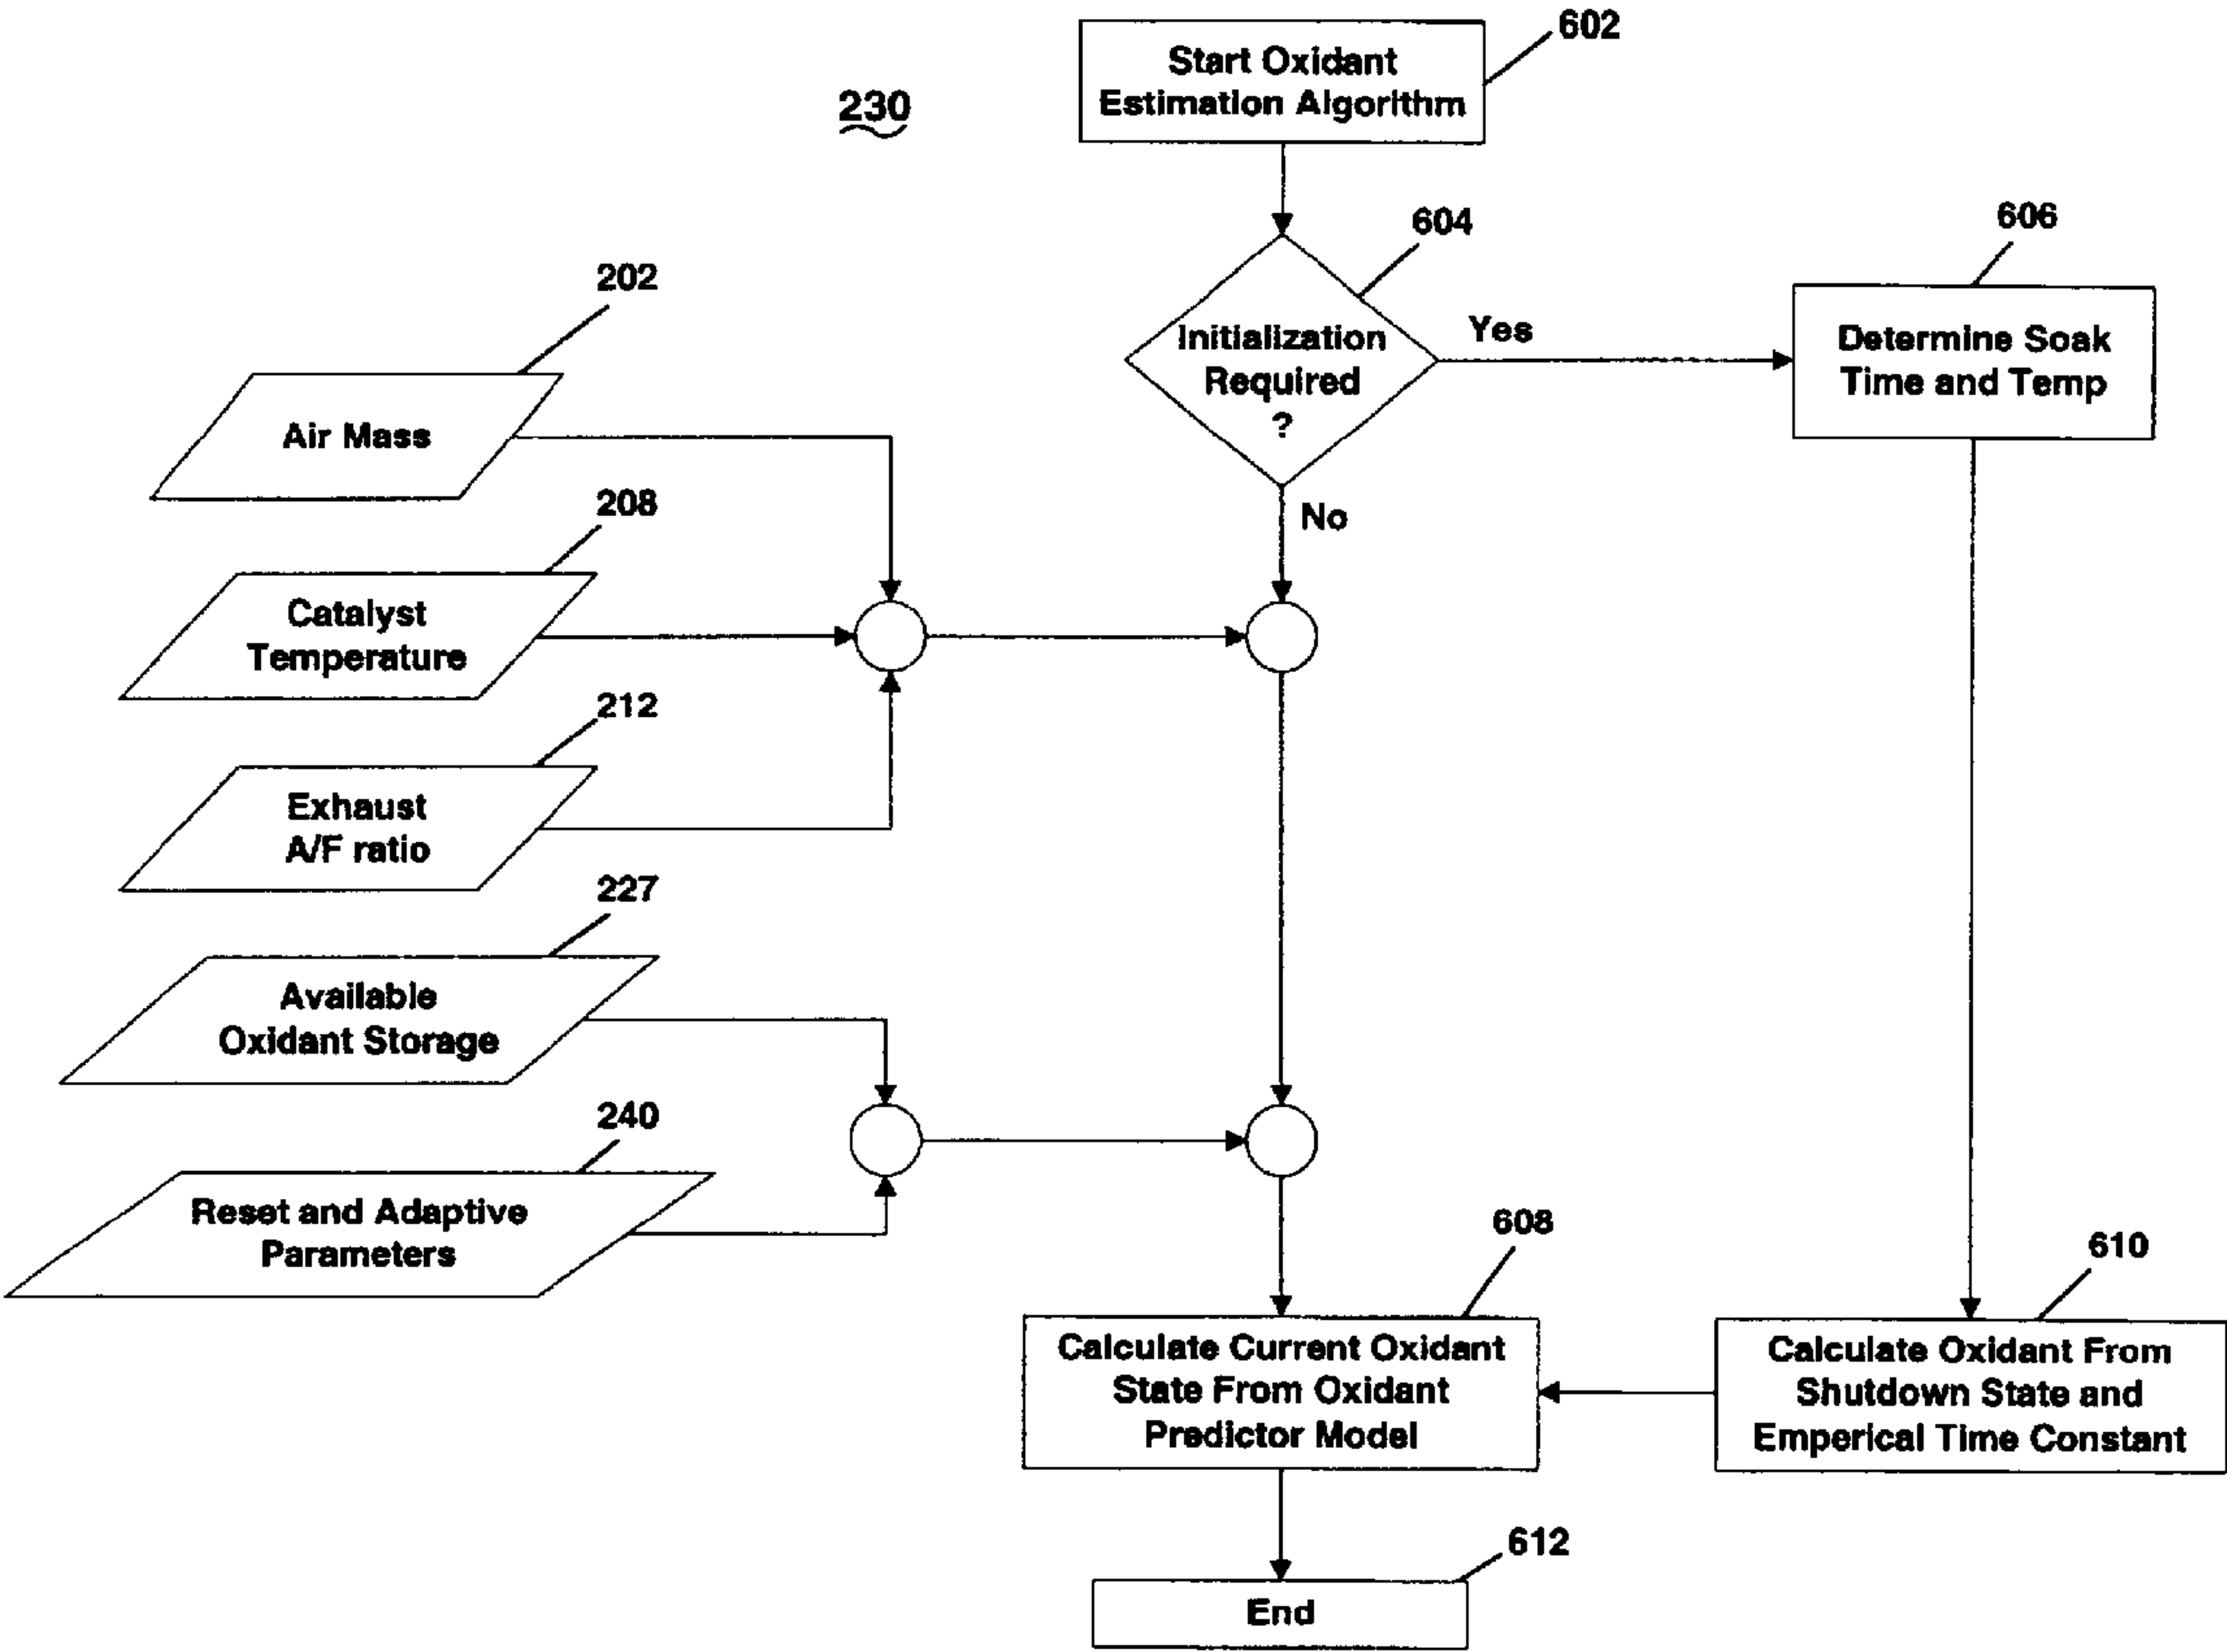 602
Start Oxidant
Estimation Algorithm
230
604
606
202
Initialization
Required
?
Yes
Determine Soak
Time and Temp
Air Mass
208
No
Catalyst
Temperature
212
Exhaust
A/F ratio
227
Available
Oxidant Storage
240
Reset and Adaptive
Parameters
608
610
Calculate Current Oxidant
State From Oxidant
Predictor Model
Calculate Oxidant From
Shutdown State and
Emperical Time Constant
612
End